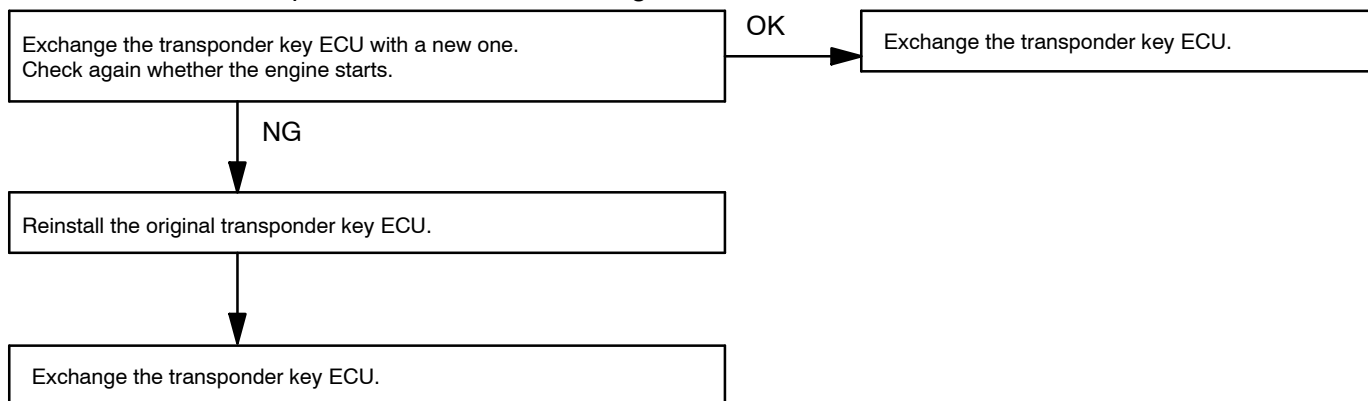 Exchange the transponder key ECU with a new one.
Check again whether the engine starts.
OK
Exchange the transponder key ECU.
NG
Reinstall the original transponder key ECU.
Exchange the transponder key ECU.